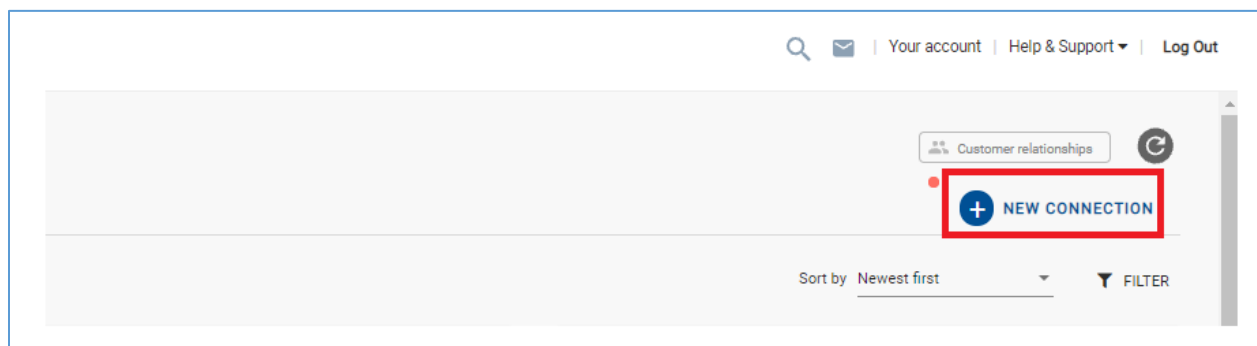 Your account | Help & Support | Log Out
Customer relationships
NEW CONNECTION
Sort by Newest first FILTER